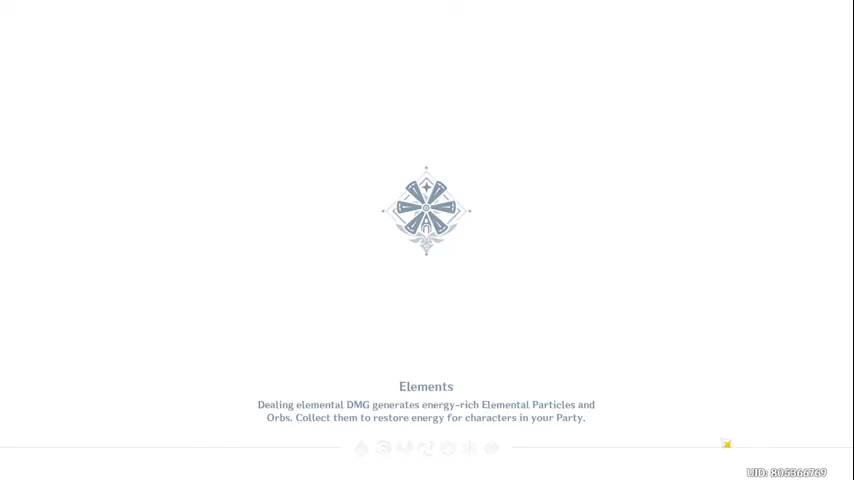 Elements
Dealing elemental DMG generates energy-rich Elemental Particles and
Orbs. Collect them to restore energy for characters in your Party.
UID: 805366769